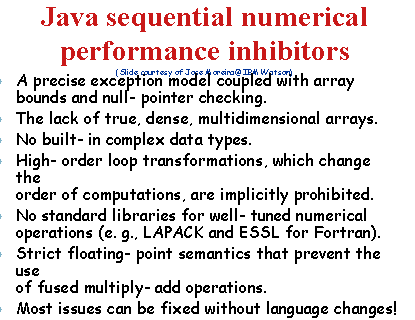 Java sequential numerical
performance inhibitors
(Slide courtesy of Jose Moreira@IBM Watson)
A precise exception model coupled with array
bounds and null- pointer checking.
The lack of true, dense, multidimensional arrays.
No built- in complex data types.
High- order loop transformations, which change
the
order of computations, are implicitly prohibited.
No standard libraries for well- tuned numerical
operations (e. g., LAPACK and ESSL for Fortran).
Strict floating- point semantics that prevent the
use
of fused multiply- add operations.
Most issues can be fixed without language changes!